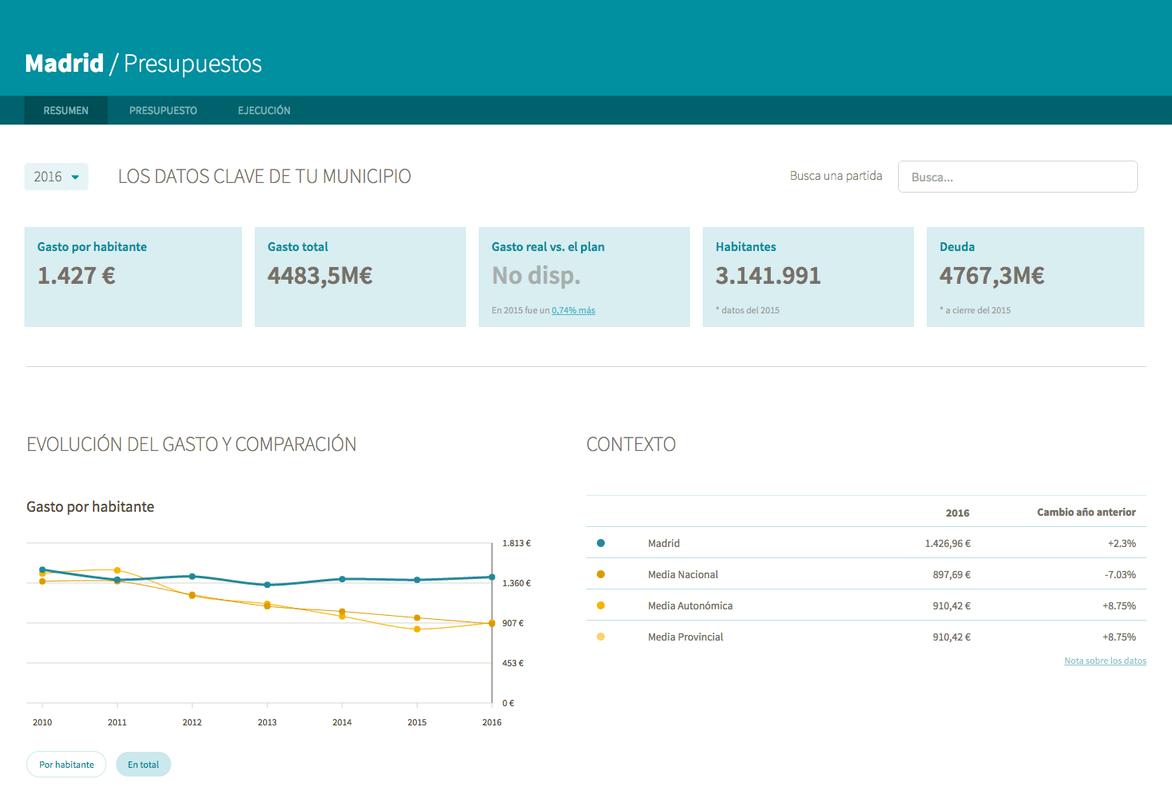 Madrid / Presupuestos
RESUMEN PRESUPUESTO EJECUCIÓN
2016 LOS DATOS CLAVE DE TU MUNICIPIO Busca una partida Busca...
Gasto por habitante
1.427 €
Gasto total
4483,5M€
Gasto real vs. el plan
No disp.
En 2015 fue un 0,74% más
Habitantes
3.141.991
* datos del 2015
Deuda
4767,3M€
* a cierre del 2015
EVOLUCIÓN DEL GASTO Y COMPARACIÓN
Gasto por habitante
1.813 €
1.360 €
907 €
453 €
0 €
2010 2011 2012 2013 2014 2015 2016
Por habitante En total
CONTEXTO
2016 Cambio año anterior
Madrid 1.426,96 € +2.3%
Media Nacional 897,69 € -7.03%
Media Autonómica 910,42 € +8.75%
Media Provincial 910,42 € +8.75%
Nota sobre los datos